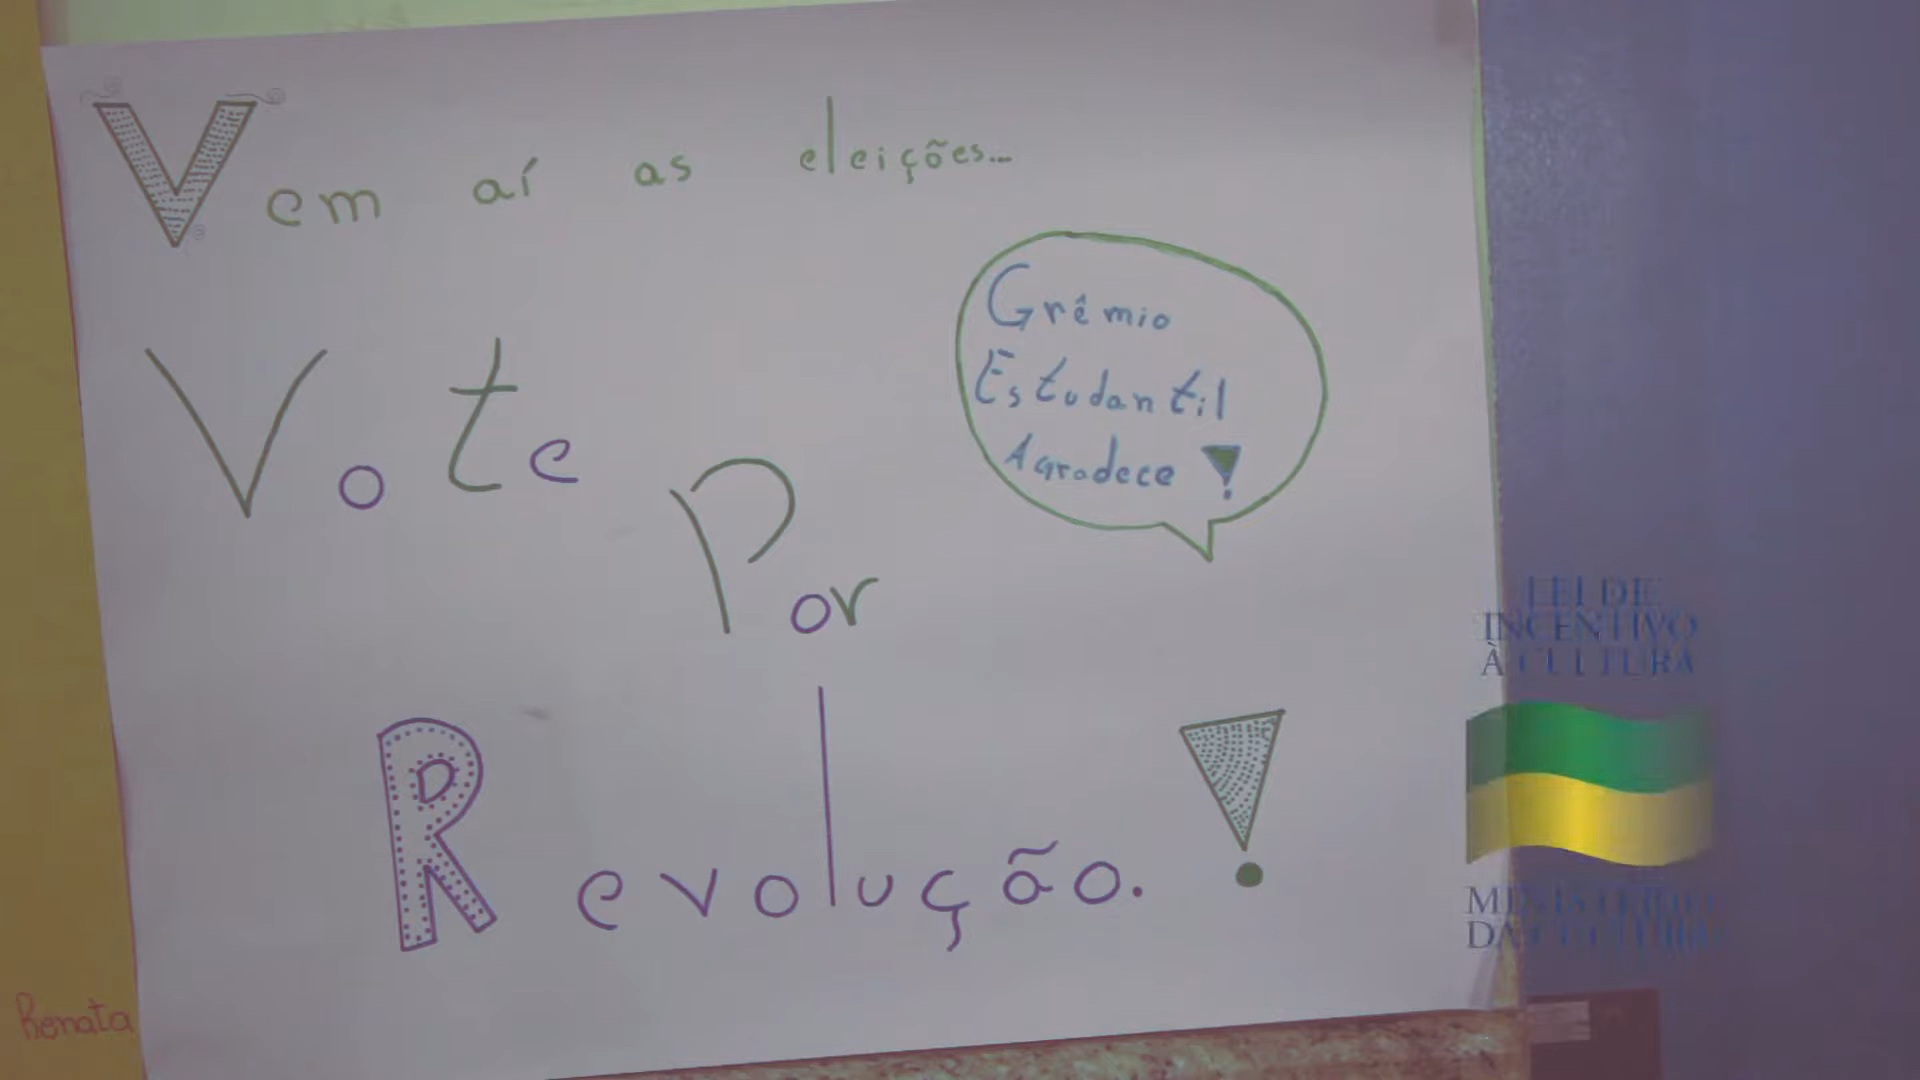 Vem aí as eleições...
Vote
Por
Revolução.!
Grêmio
Estudantil
Agradece!
LEI DE
INCENTIVO
À CULTURA
MINISTÉRIO
DA CULTURA
Renata